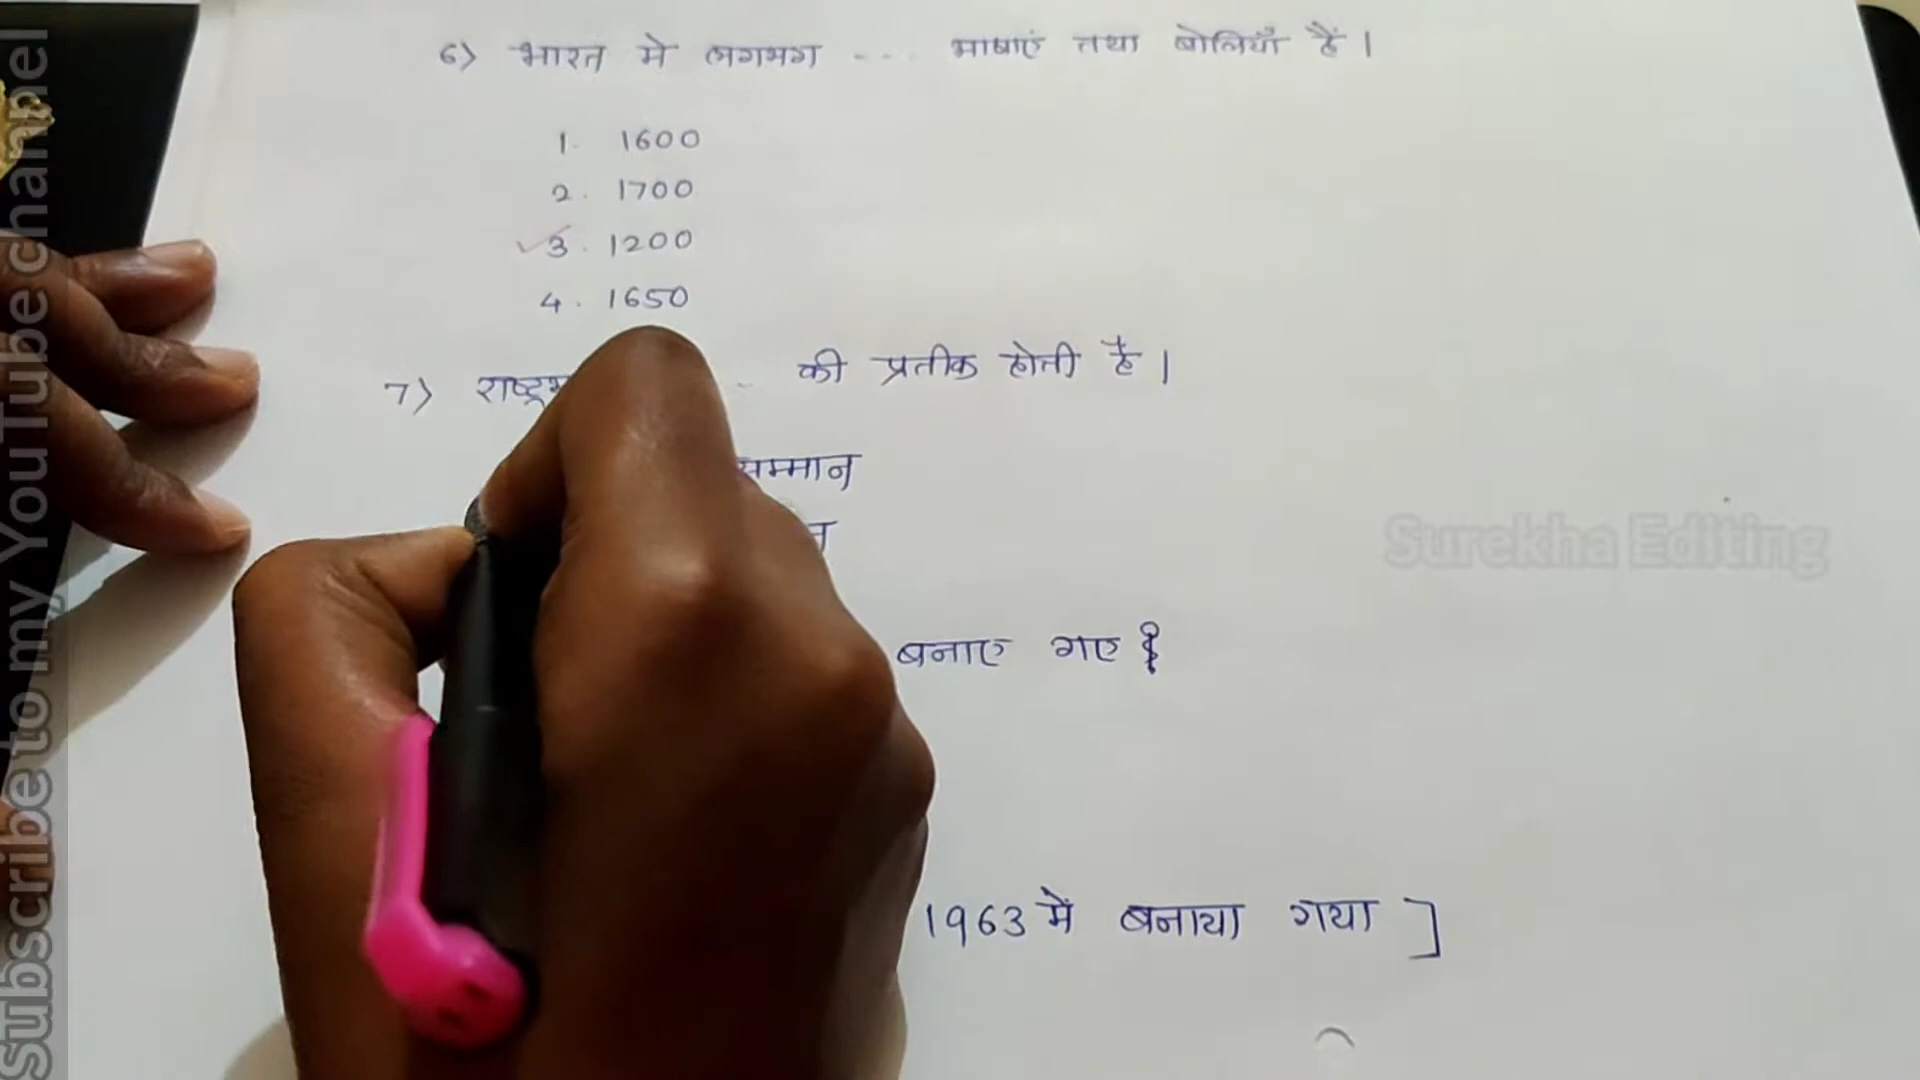 6) भारत मे लगभग --- भाषाएं तथा बोलियाँ हैं।
1. 1600
2. 1700
✓3. 1200
4. 1650
7) की प्रतीक होती है।
सम्मान
बनाए गए
1963 में बनाया गया ]
Surekha Editing
Subscribe to my YouTube channel